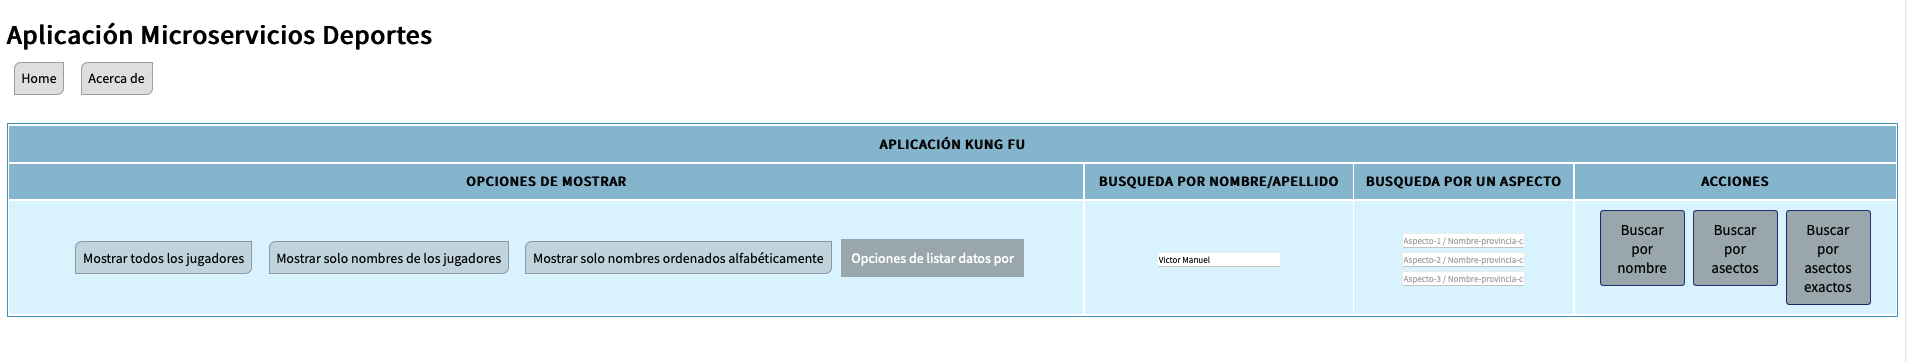 Aplicación Microservicios Deportes
Home Acerca de
APLICACIÓN KUNG FU
OPCIONES DE MOSTRAR BUSQUEDA POR NOMBRE/APELLIDO BUSQUEDA POR UN ASPECTO ACCIONES
Mostrar todos los jugadores Mostrar solo nombres de los jugadores Mostrar solo nombres ordenados alfabéticamente Opciones de listar datos por
Victor Manuel
Aspecto-1 / Nombre-provincia-c
Aspecto-2 / Nombre-provincia-c
Aspecto-3 / Nombre-provincia-c
Buscar
por
nombre
Buscar
por
asectos
Buscar
por
asectos
exactos